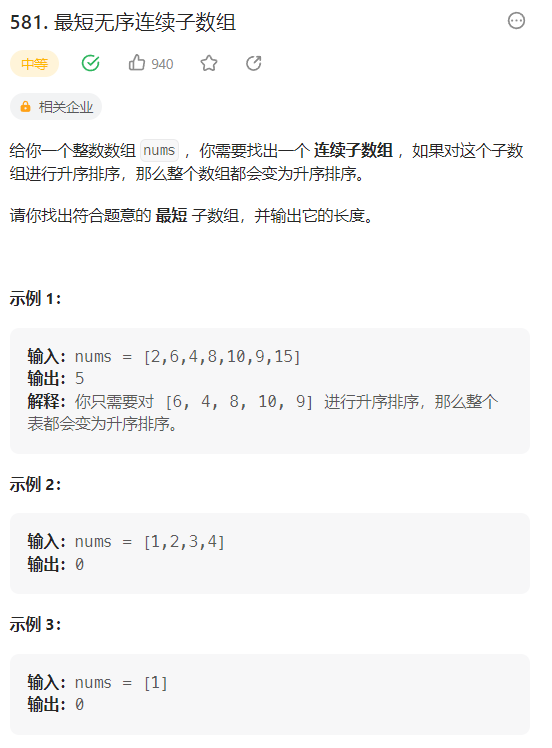 581. 最短无序连续子数组
中等 940
相关企业
给你一个整数数组 nums ，你需要找出一个 连续子数组 ，如果对这个子数
组进行升序排序，那么整个数组都会变为升序排序。
请你找出符合题意的 最短 子数组，并输出它的长度。
示例 1：
输入：nums = [2,6,4,8,10,9,15]
输出：5
解释：你只需要对 [6, 4, 8, 10, 9] 进行升序排序，那么整个
表都会变为升序排序。
示例 2：
输入：nums = [1,2,3,4]
输出：0
示例 3：
输入：nums = [1]
输出：0